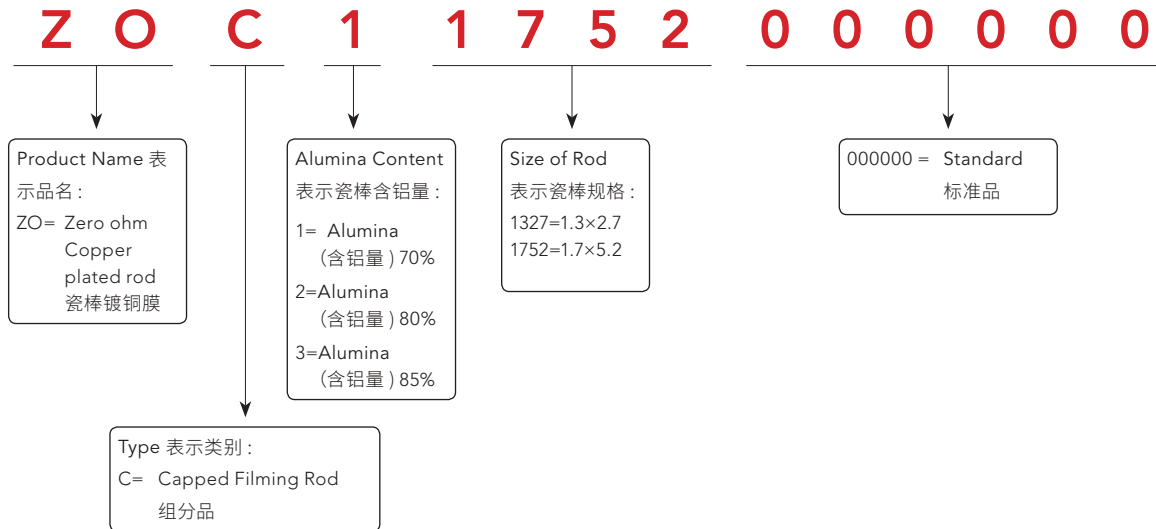 Z O C 1 1 7 5 2 0 0 0 0 0 0
Product Name 表
示品名 :
ZO= Zero ohm
Copper
plated rod
瓷棒镀铜膜
Alumina Content
表示瓷棒含铝量 :
1= Alumina
(含铝量 ) 70%
2=Alumina
(含铝量 ) 80%
3=Alumina
(含铝量 ) 85%
Size of Rod
表示瓷棒规格 :
1327=1.3×2.7
1752=1.7×5.2
000000 = Standard
标准品
Type 表示类别 :
C= Capped Filming Rod
组分品